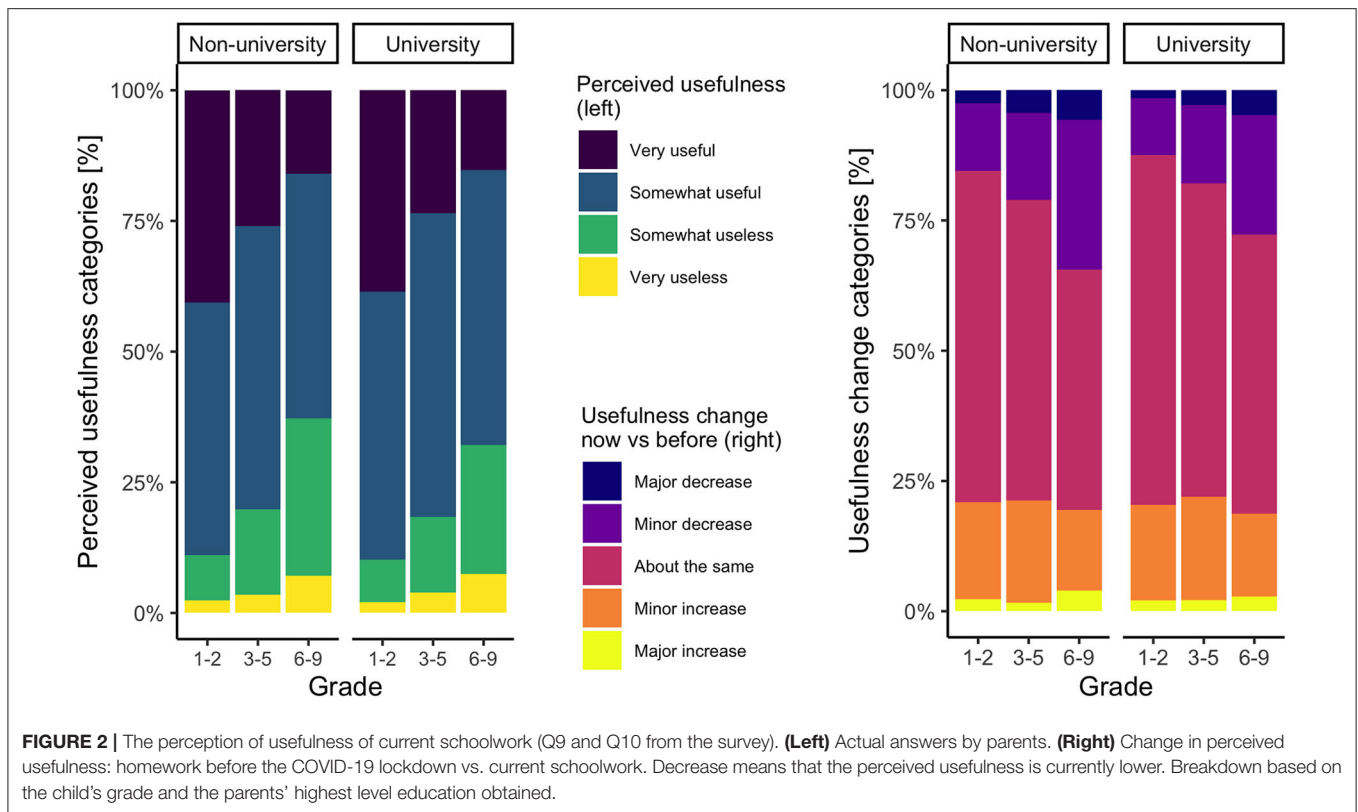 Non-university
University
Perceived usefulness categories [%]
100%
75%
50%
25%
0%
1-2
3-5
6-9
1-2
3-5
6-9
Grade
Perceived usefulness
(left)
Very useful
Somewhat useful
Somewhat useless
Very useless
Usefulness change
now vs before (right)
Major decrease
Minor decrease
About the same
Minor increase
Major increase
Non-university
University
Usefulness change categories [%]
100%
75%
50%
25%
0%
1-2
3-5
6-9
1-2
3-5
6-9
Grade
FIGURE 2 | The perception of usefulness of current schoolwork (Q9 and Q10 from the survey). (Left) Actual answers by parents. (Right) Change in perceived
usefulness: homework before the COVID-19 lockdown vs. current schoolwork. Decrease means that the perceived usefulness is currently lower. Breakdown based on
the child's grade and the parents' highest level education obtained.